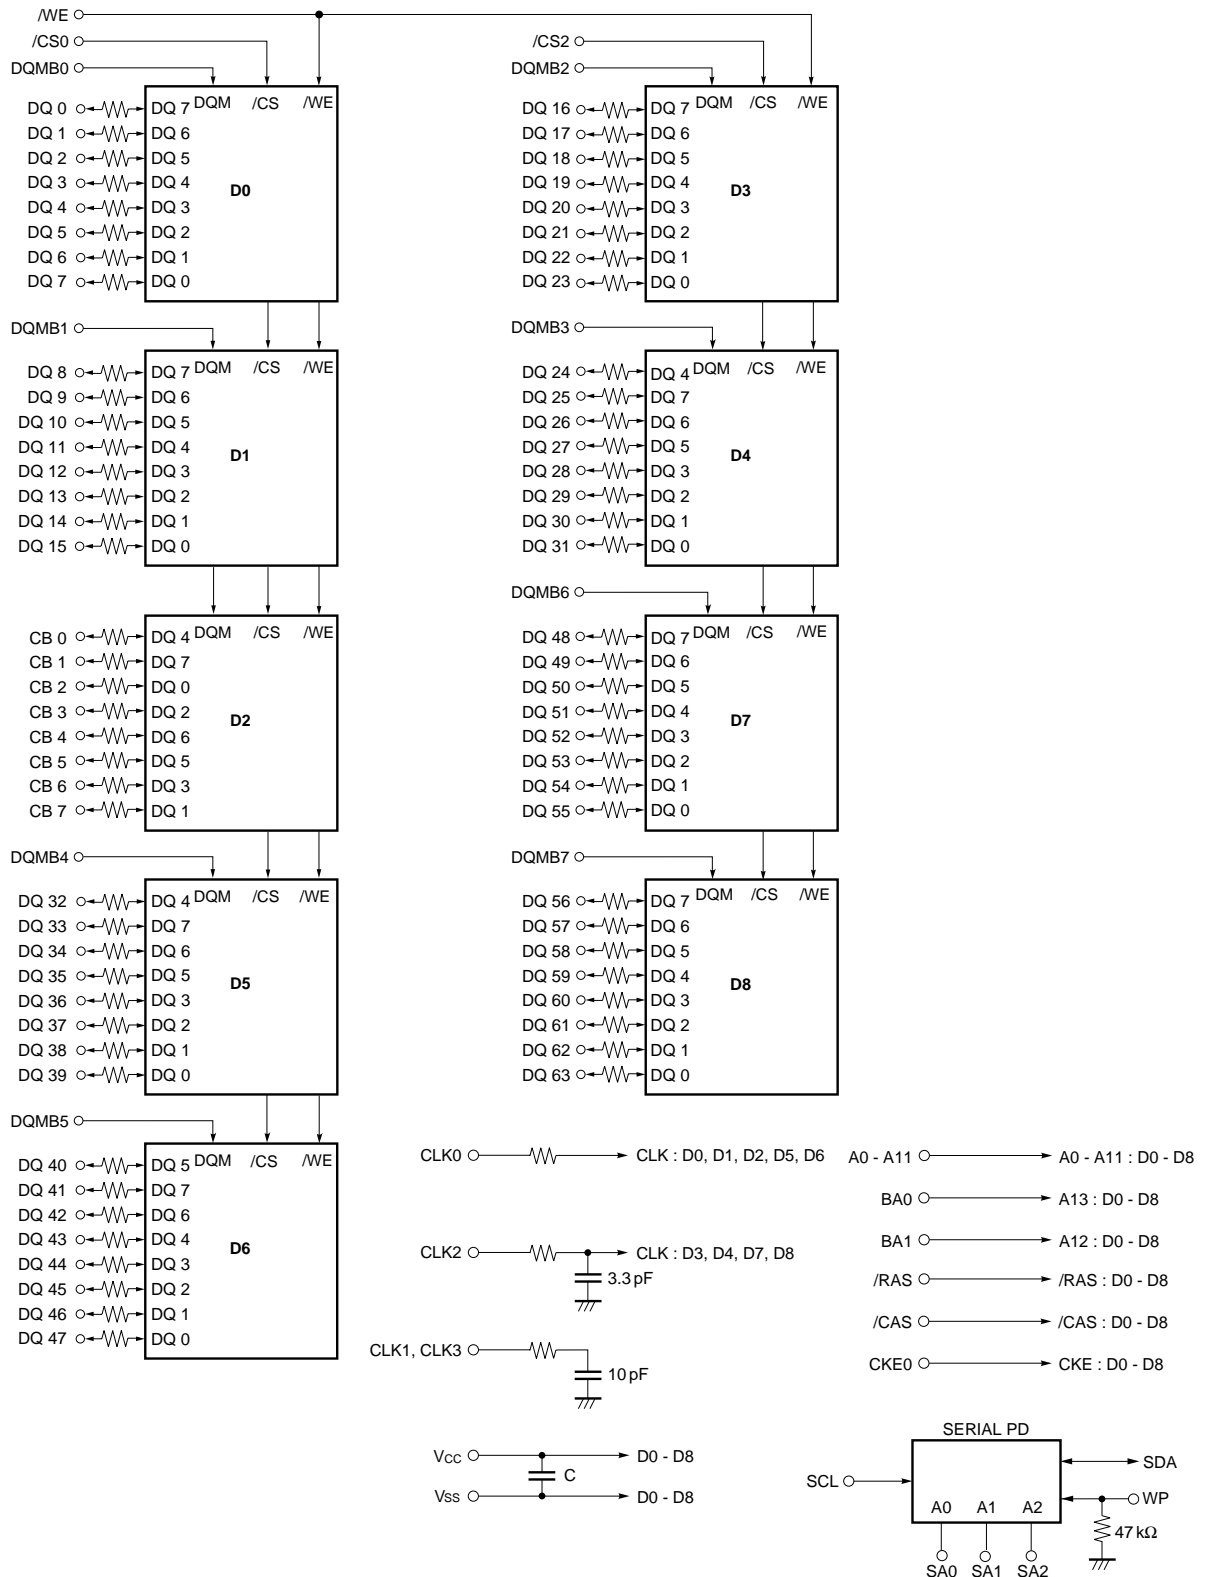 /WE
/CS0
DQMB0
DQM /CS /WE
DQ 0 DQ 7
DQ 1 DQ 6
DQ 2 DQ 5
DQ 3 DQ 4
D0
DQ 4 DQ 3
DQ 5 DQ 2
DQ 6 DQ 1
DQ 7 DQ 0
DQMB1
DQM /CS /WE
DQ 8 DQ 7
DQ 9 DQ 6
DQ 10 DQ 5
DQ 11 DQ 4
D1
DQ 12 DQ 3
DQ 13 DQ 2
DQ 14 DQ 1
DQ 15 DQ 0
DQM /CS /WE
CB 0 DQ 4
CB 1 DQ 7
CB 2 DQ 0
CB 3 DQ 2
D2
CB 4 DQ 6
CB 5 DQ 5
CB 6 DQ 3
CB 7 DQ 1
DQMB4
DQM /CS /WE
DQ 32 DQ 4
DQ 33 DQ 7
DQ 34 DQ 6
DQ 35 DQ 5
D5
DQ 36 DQ 3
DQ 37 DQ 2
DQ 38 DQ 1
DQ 39 DQ 0
DQMB5
DQM /CS /WE
DQ 40 DQ 5
DQ 41 DQ 7
DQ 42 DQ 6
DQ 43 DQ 4
D6
DQ 44 DQ 3
DQ 45 DQ 2
DQ 46 DQ 1
DQ 47 DQ 0
/CS2
DQMB2
DQM /CS /WE
DQ 16 DQ 7
DQ 17 DQ 6
DQ 18 DQ 5
DQ 19 DQ 4
D3
DQ 20 DQ 3
DQ 21 DQ 2
DQ 22 DQ 1
DQ 23 DQ 0
DQMB3
DQM /CS /WE
DQ 24 DQ 4
DQ 25 DQ 7
DQ 26 DQ 6
DQ 27 DQ 5
D4
DQ 28 DQ 3
DQ 29 DQ 2
DQ 30 DQ 1
DQ 31 DQ 0
DQMB6
DQM /CS /WE
DQ 48 DQ 7
DQ 49 DQ 6
DQ 50 DQ 5
DQ 51 DQ 4
D7
DQ 52 DQ 3
DQ 53 DQ 2
DQ 54 DQ 1
DQ 55 DQ 0
DQMB7
DQM /CS /WE
DQ 56 DQ 7
DQ 57 DQ 6
DQ 58 DQ 5
DQ 59 DQ 4
D8
DQ 60 DQ 3
DQ 61 DQ 2
DQ 62 DQ 1
DQ 63 DQ 0
CLK0 CLK : D0, D1, D2, D5, D6
CLK2 CLK : D3, D4, D7, D8
3.3 pF
CLK1, CLK3
10 pF
Vcc D0 - D8
C
Vss D0 - D8
A0 - A11 A0 - A11 : D0 - D8
BA0 A13 : D0 - D8
BA1 A12 : D0 - D8
/RAS /RAS : D0 - D8
/CAS /CAS : D0 - D8
CKE0 CKE : D0 - D8
SERIAL PD
SCL SDA
WP
A0 A1 A2
47 kΩ
SA0 SA1 SA2